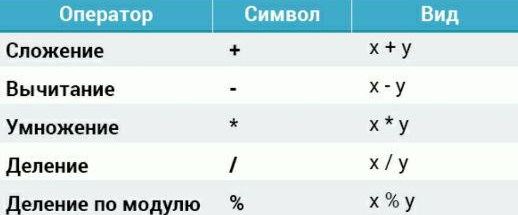 Оператор Символ Вид
Сложение + x + y
Вычитание - x - y
Умножение * x * y
Деление / x / y
Деление по модулю % x % y